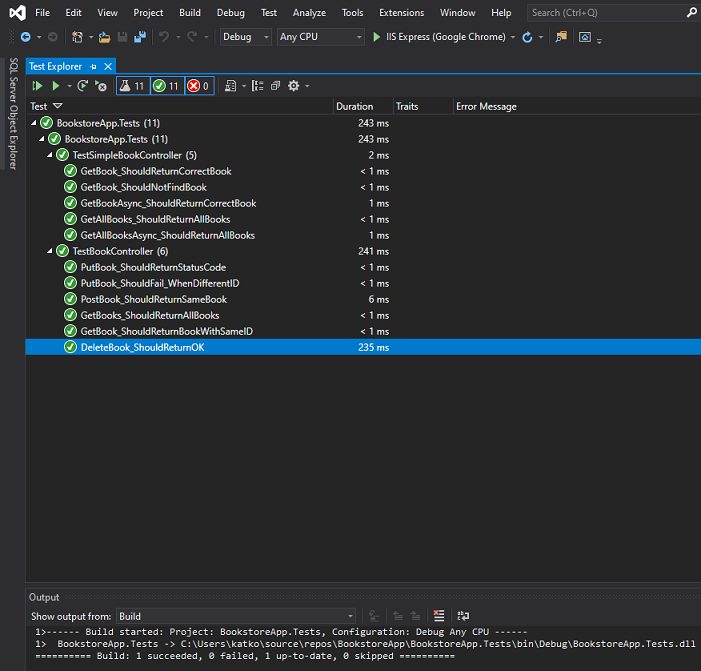 File Edit View Project Build Debug Test Analyze Tools Extensions Window Help Search (Ctrl+Q)
Debug Any CPU IIS Express (Google Chrome)
SQL Server Object Explorer
Test Explorer
11 11 0
Test Duration Traits Error Message
BookstoreApp.Tests (11) 243 ms
BookstoreApp.Tests (11) 243 ms
TestSimpleBookController (5) 2 ms
GetBook_ShouldReturnCorrectBook < 1 ms
GetBook_ShouldNotFindBook < 1 ms
GetBookAsync_ShouldReturnCorrectBook 1 ms
GetAllBooks_ShouldReturnAllBooks < 1 ms
GetAllBooksAsync_ShouldReturnAllBooks 1 ms
TestBookController (6) 241 ms
PutBook_ShouldReturnStatusCode < 1 ms
PutBook_ShouldFail_WhenDifferentID < 1 ms
PostBook_ShouldReturnSameBook 6 ms
GetBooks_ShouldReturnAllBooks < 1 ms
GetBook_ShouldReturnBookWithSameID < 1 ms
DeleteBook_ShouldReturnOK 235 ms
Output
Show output from: Build
1>------ Build started: Project: BookstoreApp.Tests, Configuration: Debug Any CPU ------
1> BookstoreApp.Tests -> C:\Users\katko\source\repos\BookstoreApp\BookstoreApp.Tests\bin\Debug\BookstoreApp.Tests.dll
========== Build: 1 succeeded, 0 failed, 1 up-to-date, 0 skipped ==========